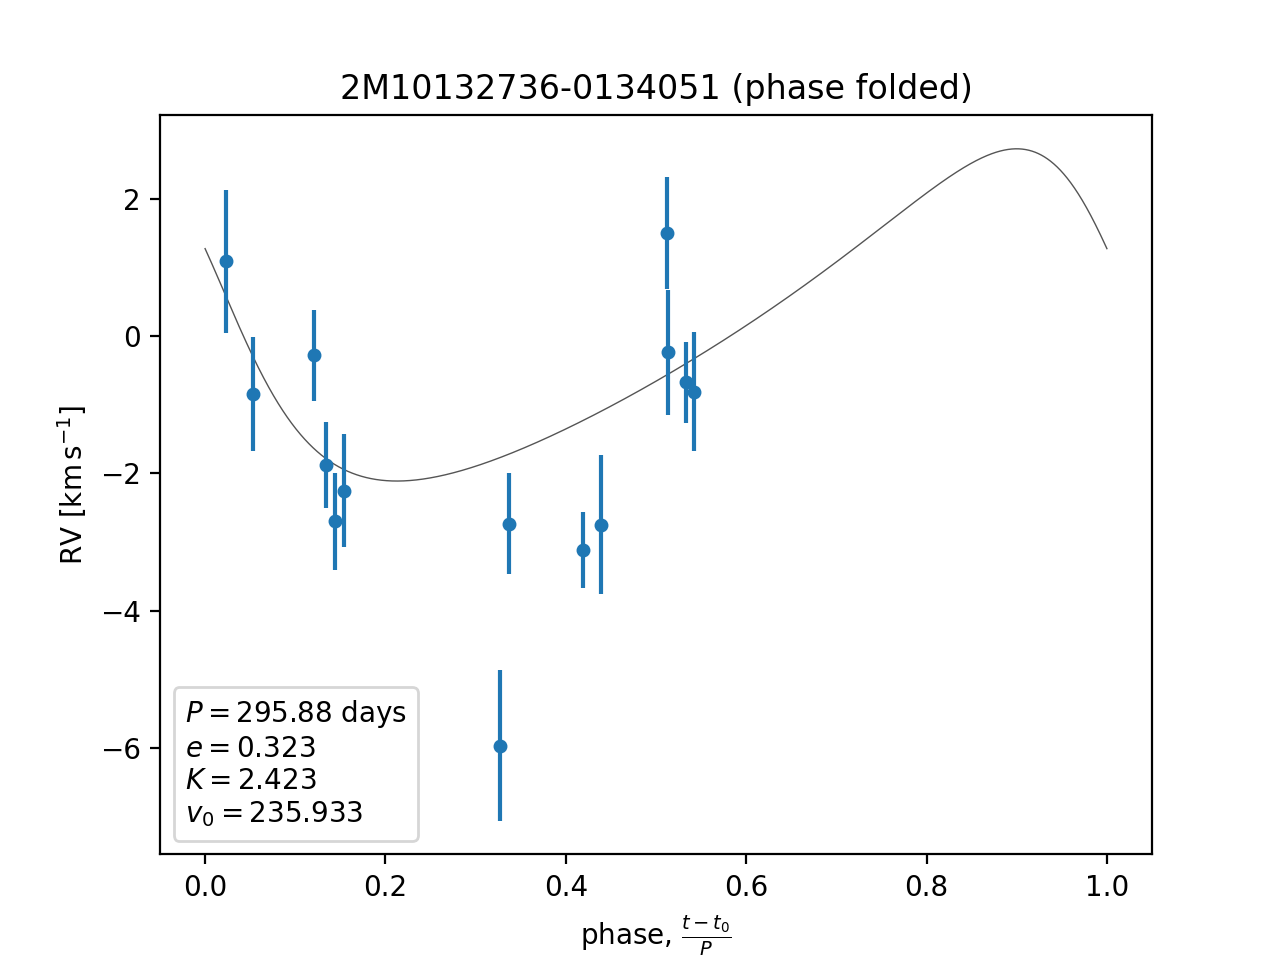 2M10132736-0134051 (phase folded)
RV [km s⁻¹]
2
0
−2
−4
−6
P = 295.88 days
e = 0.323
K = 2.423
v₀ = 235.933
0.0 0.2 0.4 0.6 0.8 1.0
phase, (t − t₀)/P